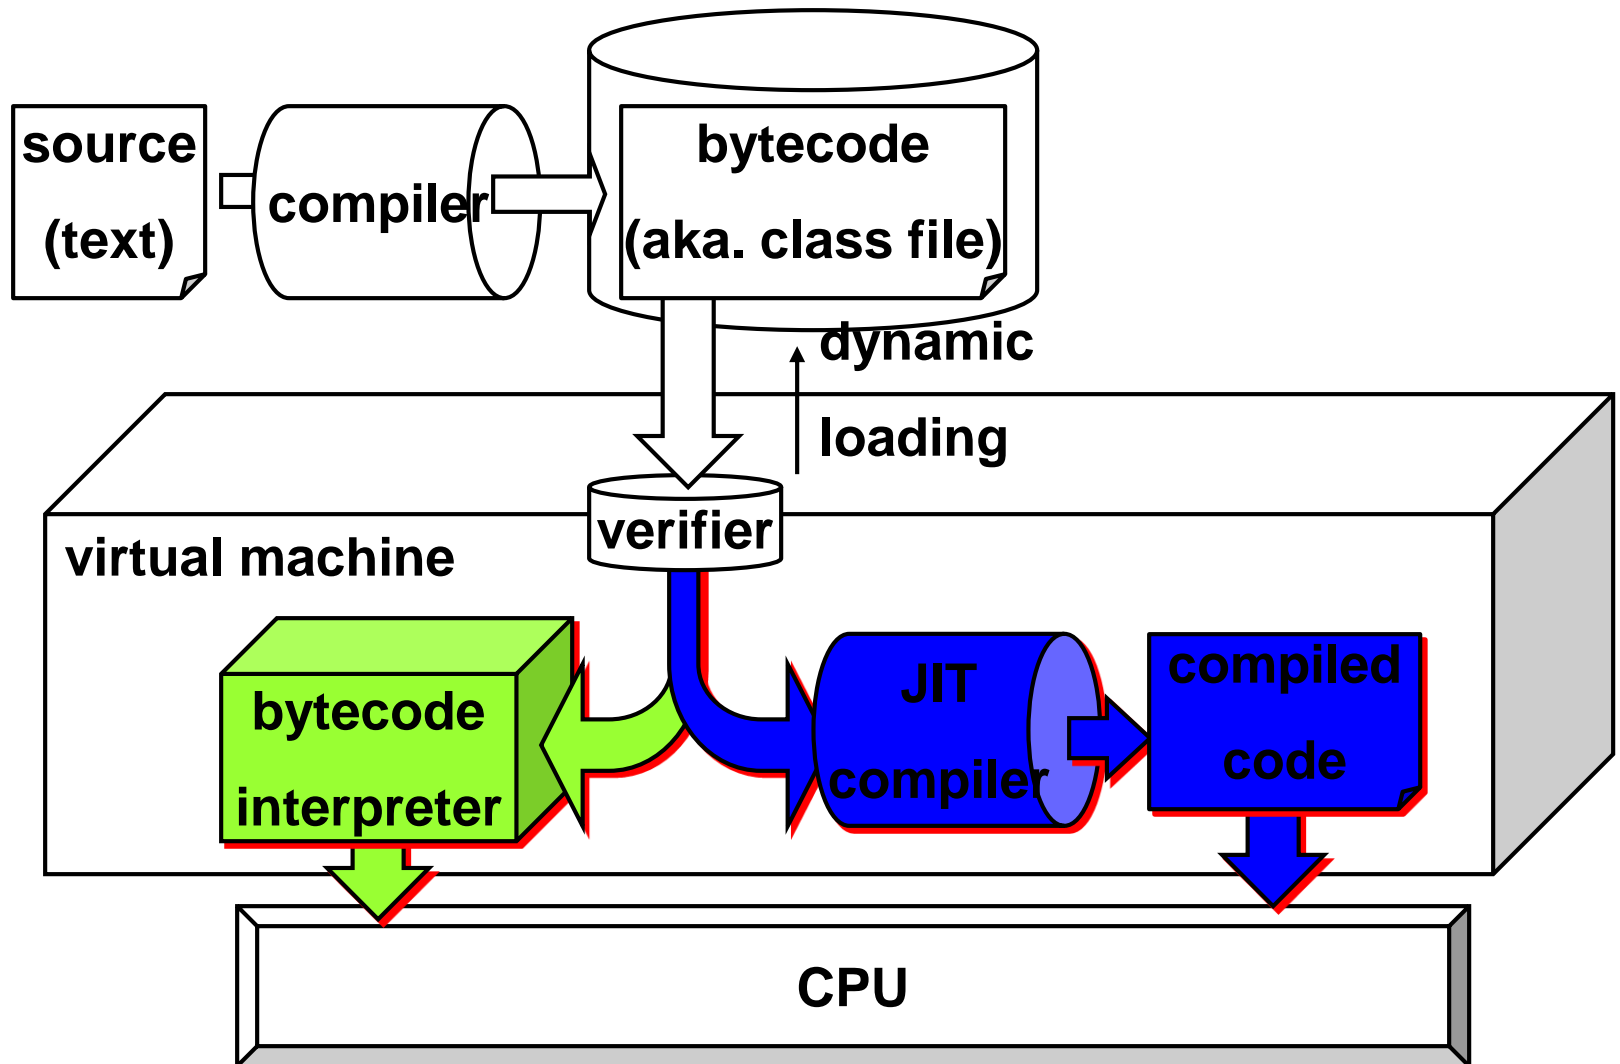 source
(text)
compiler
bytecode
(aka. class file)
dynamic
loading
verifier
virtual machine
bytecode
interpreter
JIT
compiler
compiled
code
CPU